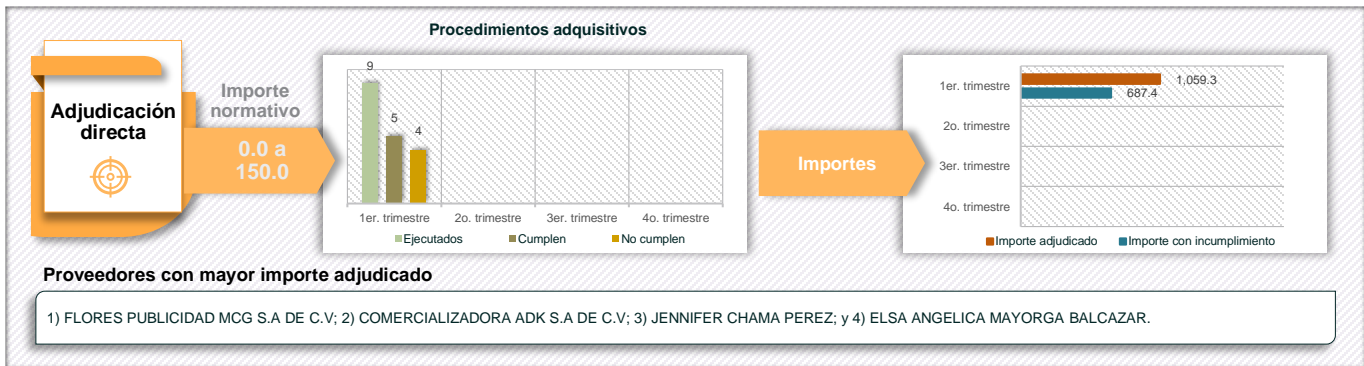 Procedimientos adquisitivos
Adjudicación
directa
Importe
normativo
0.0 a
150.0
9
5
4
1er. trimestre
2o. trimestre
3er. trimestre
4o. trimestre
Ejecutados
Cumplen
No cumplen
Importes
1er. trimestre
2o. trimestre
3er. trimestre
4o. trimestre
1,059.3
687.4
Importe adjudicado
Importe con incumplimiento
Proveedores con mayor importe adjudicado
1) FLORES PUBLICIDAD MCG S.A DE C.V; 2) COMERCIALIZADORA ADK S.A DE C.V; 3) JENNIFER CHAMA PEREZ; y 4) ELSA ANGELICA MAYORGA BALCAZAR.